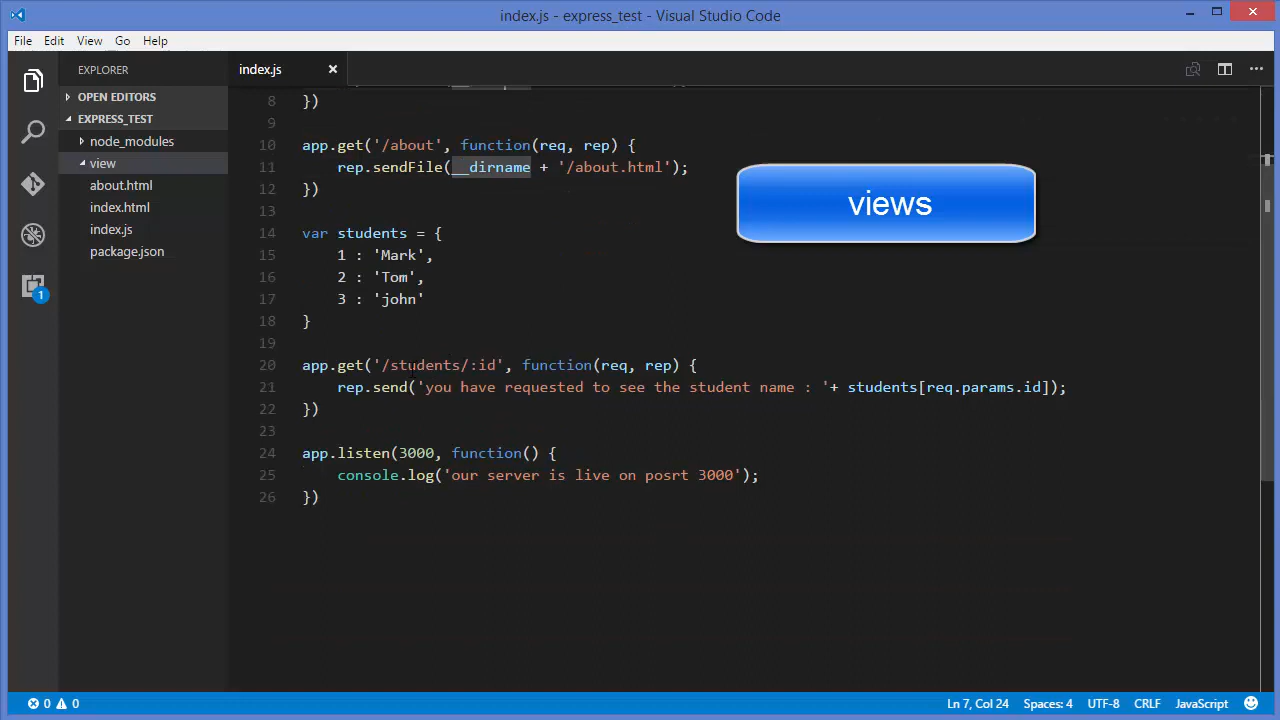 index.js - express_test - Visual Studio Code
File Edit View Go Help
EXPLORER
OPEN EDITORS
EXPRESS_TEST
node_modules
view
about.html
index.html
index.js
package.json
1
index.js
8 })
9
10 app.get('/about', function(req, rep) {
11 rep.sendFile(__dirname + '/about.html');
12 })
13
14 var students = {
15 1 : 'Mark',
16 2 : 'Tom',
17 3 : 'john'
18 }
19
20 app.get('/students/:id', function(req, rep) {
21 rep.send('you have requested to see the student name : '+ students[req.params.id]);
22 })
23
24 app.listen(3000, function() {
25 console.log('our server is live on posrt 3000');
26 })
views
0 0 Ln 7, Col 24 Spaces: 4 UTF-8 CRLF JavaScript